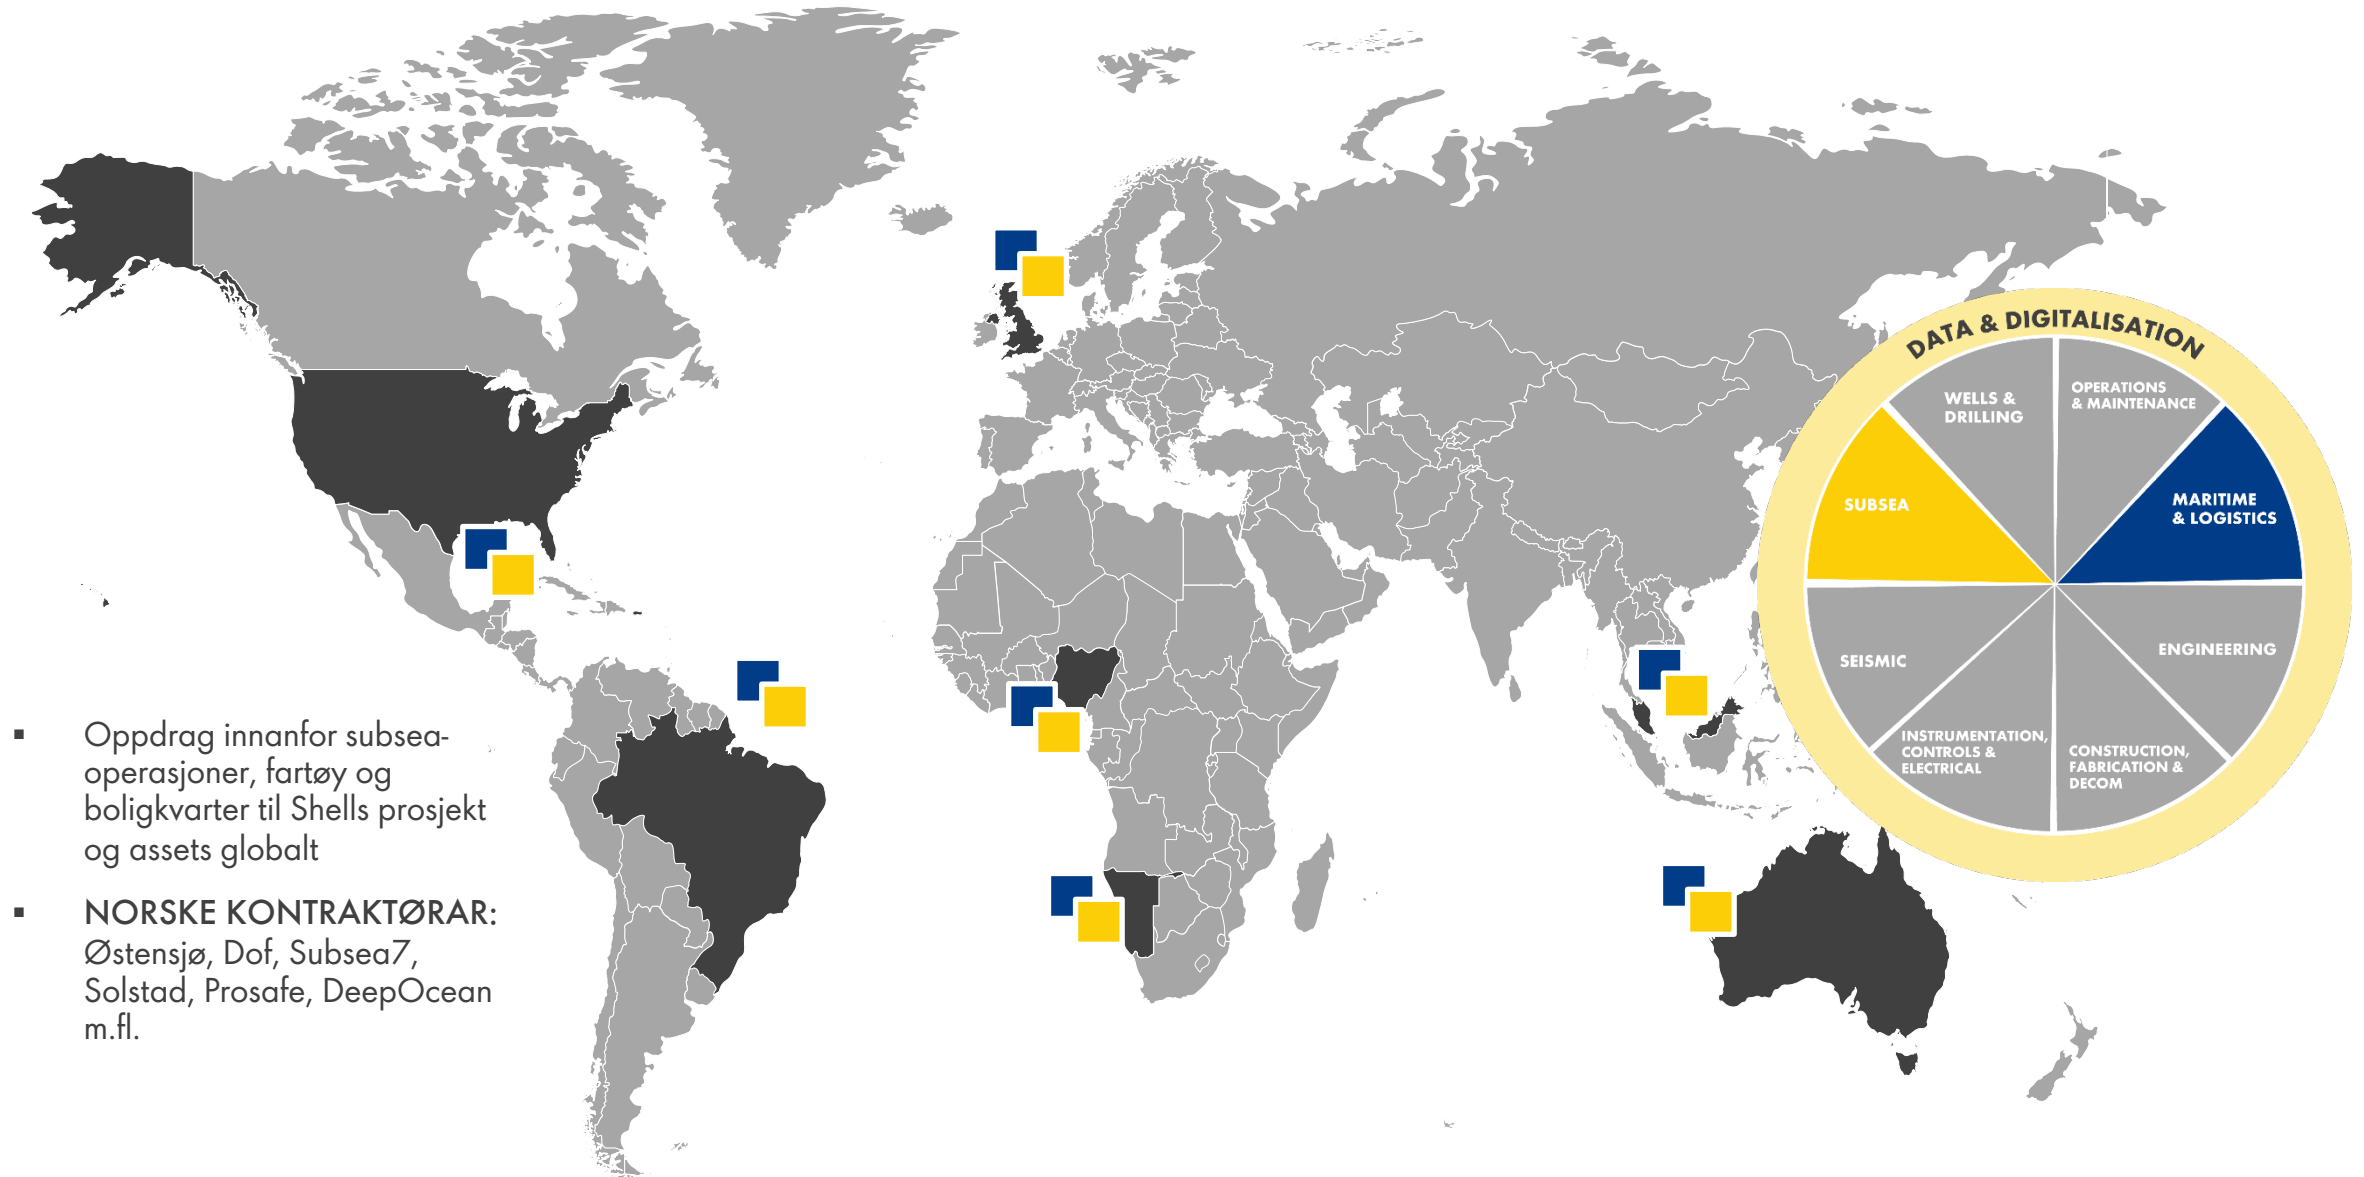 ▪ Oppdrag innanfor subsea-
operasjoner, fartøy og
boligkvarter til Shells prosjekt
og assets globalt
▪ NORSKE KONTRAKTØRAR:
Østensjø, Dof, Subsea7,
Solstad, Prosafe, DeepOcean
m.fl.
DATA & DIGITALISATION
WELLS &
DRILLING
OPERATIONS
& MAINTENANCE
SUBSEA
MARITIME
& LOGISTICS
SEISMIC
ENGINEERING
INSTRUMENTATION,
CONTROLS &
ELECTRICAL
CONSTRUCTION,
FABRICATION &
DECOM